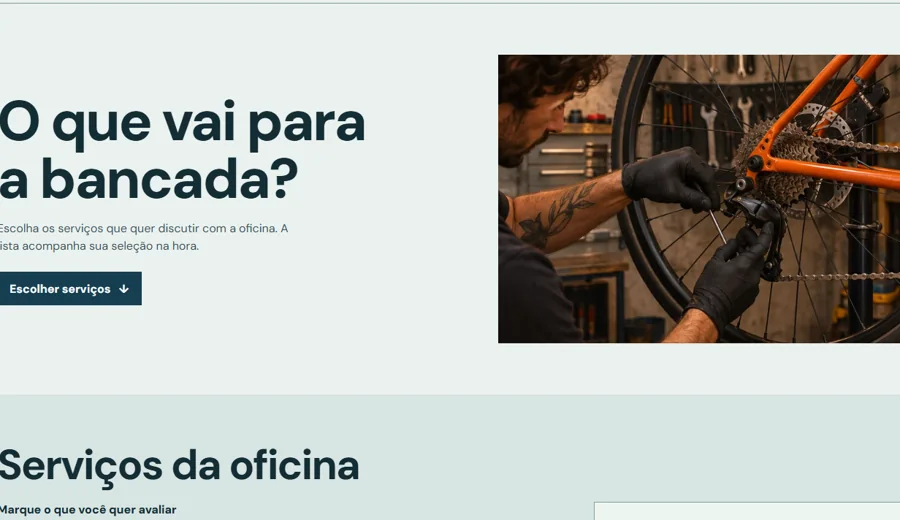 O que vai para
a bancada?
Escolha os serviços que quer discutir com a oficina. A
lista acompanha sua seleção na hora.
Escolher serviços ↓
Serviços da oficina
Marque o que você quer avaliar